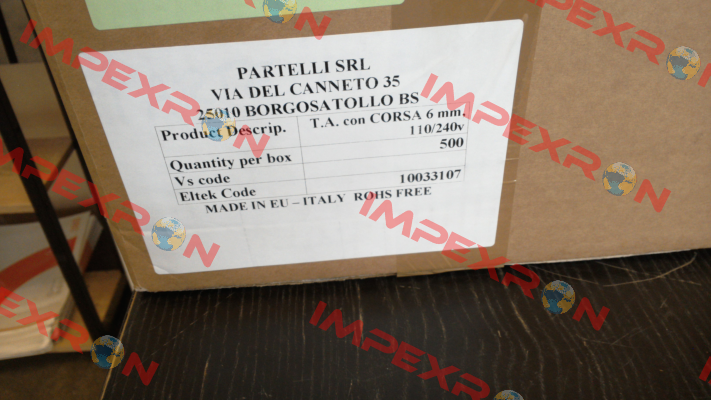 PARTELLI SRL
VIA DEL CANNETO 35
25010 BORGOSATOLLO BS
Product Descrip. T.A. con CORSA 6 mm. 
110/240v
Quantity per box 500
Vs code
Eltek Code 10033107
MADE IN EU – ITALY ROHS FREE
IMPEXRON
IMPEXRON
IMPEXRON
IMPEXRON
IMPEXRON
IMPEXRON
IMPEXRON
IMPEXRON